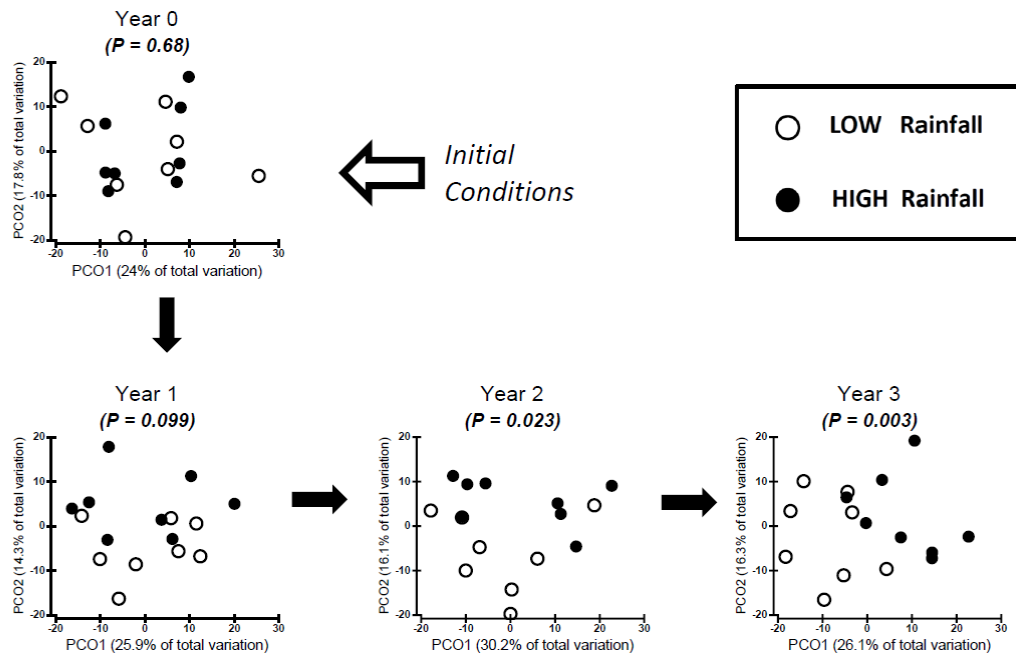 Year 0
(P = 0.68)
20
10
0
-10
-20
PCO2 (17.8% of total variation)
-20 -10 0 10 20 30
PCO1 (24% of total variation)
Initial
Conditions
LOW Rainfall
HIGH Rainfall
Year 1
(P = 0.099)
20
10
0
-10
-20
PCO2 (14.3% of total variation)
-20 -10 0 10 20 30
PCO1 (25.9% of total variation)
Year 2
(P = 0.023)
20
10
0
-10
-20
PCO2 (16.1% of total variation)
-20 -10 0 10 20 30
PCO1 (30.2% of total variation)
Year 3
(P = 0.003)
20
10
0
-10
-20
PCO2 (16.3% of total variation)
-20 -10 0 10 20 30
PCO1 (26.1% of total variation)